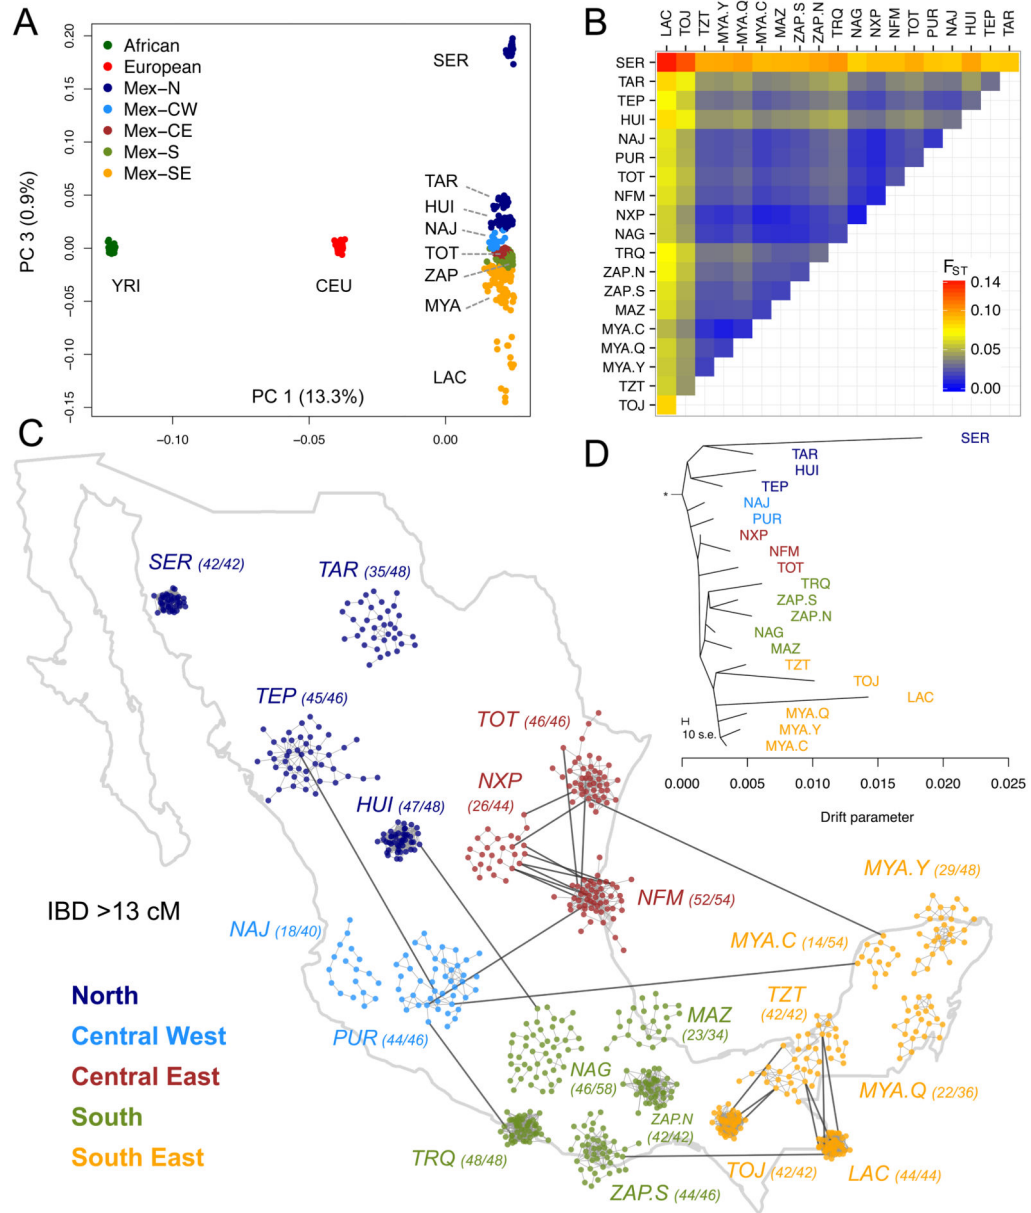 A
African
European
Mex−N
Mex−CW
Mex−CE
Mex−S
Mex−SE
SER
TAR
HUI
NAJ
TOT
ZAP
MYA
LAC
YRI
CEU
PC 3 (0.9%)
0.20
0.15
0.10
0.05
0.00
−0.05
−0.10
−0.15
PC 1 (13.3%)
−0.10
−0.05
0.00
B
LAC
TOJ
TZT
MYA.Y
MYA.Q
MYA.C
MAZ
ZAP.S
ZAP.N
TRQ
NAG
NXP
NFM
TOT
PUR
NAJ
HUI
TEP
TAR
SER
TAR
TEP
HUI
NAJ
PUR
TOT
NFM
NXP
NAG
TRQ
ZAP.N
ZAP.S
MAZ
MYA.C
MYA.Q
MYA.Y
TZT
TOJ
FST
0.14
0.10
0.05
0.00
C
SER (42/42)
TAR (35/48)
TEP (45/46)
HUI (47/48)
TOT (46/46)
NXP
(26/44)
NFM (52/54)
NAJ (18/40)
PUR (44/46)
NAG
(46/58)
MAZ
(23/34)
ZAP.N
(42/42)
TRQ (48/48)
ZAP.S (44/46)
MYA.Y (29/48)
MYA.C (14/54)
TZT
(42/42)
MYA.Q (22/36)
TOJ (42/42)
LAC (44/44)
IBD >13 cM
North
Central West
Central East
South
South East
D
SER
TAR
HUI
TEP
NAJ
PUR
NXP
NFM
TOT
TRQ
ZAP.S
ZAP.N
NAG
MAZ
TZT
TOJ
LAC
MYA.Q
MYA.Y
MYA.C
*
10 s.e.
0.000
0.005
0.010
0.015
0.020
0.025
Drift parameter